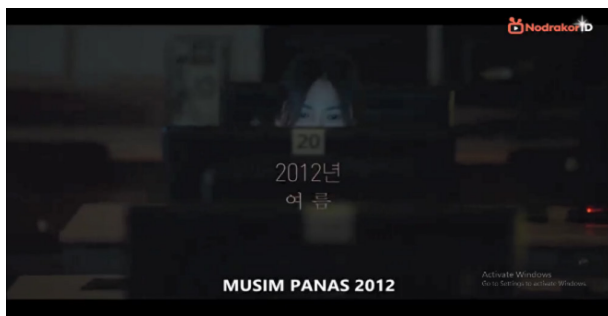 NodrakorID
20
2012년
여름
MUSIM PANAS 2012
Activate Windows
Go to Settings to activate Windows.